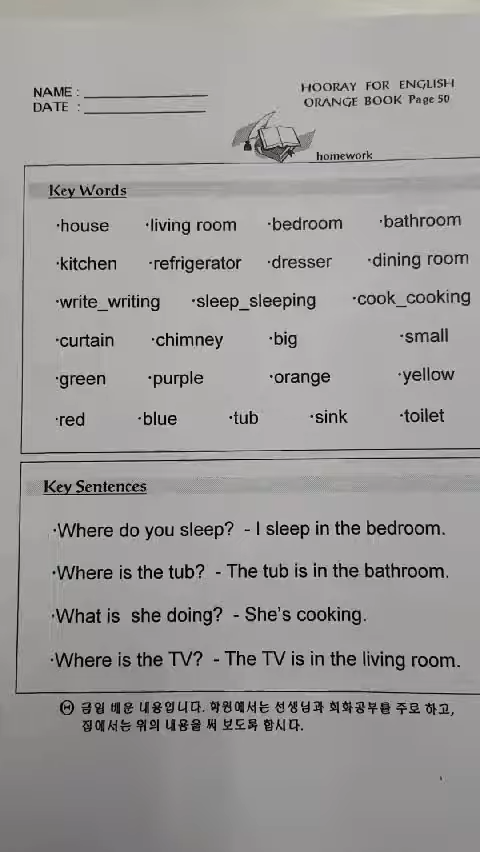 NAME : ____________
DATE : ____________
HOORAY FOR ENGLISH
ORANGE BOOK Page 50
homework
Key Words
·house ·living room ·bedroom ·bathroom
·kitchen ·refrigerator ·dresser ·dining room
·write_writing ·sleep_sleeping ·cook_cooking
·curtain ·chimney ·big ·small
·green ·purple ·orange ·yellow
·red ·blue ·tub ·sink ·toilet
Key Sentences
·Where do you sleep? - I sleep in the bedroom.
·Where is the tub? - The tub is in the bathroom.
·What is she doing? - She's cooking.
·Where is the TV? - The TV is in the living room.
금일 배운 내용입니다. 학원에서는 선생님과 회화공부를 주로 하고,
집에서는 위의 내용을 써 보도록 합시다.